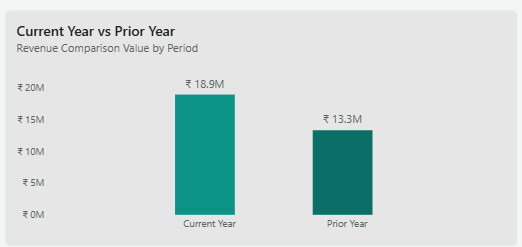 Current Year vs Prior Year
Revenue Comparison Value by Period
₹ 20M
₹ 15M
₹ 10M
₹ 5M
₹ 0M
₹ 18.9M
₹ 13.3M
Current Year
Prior Year